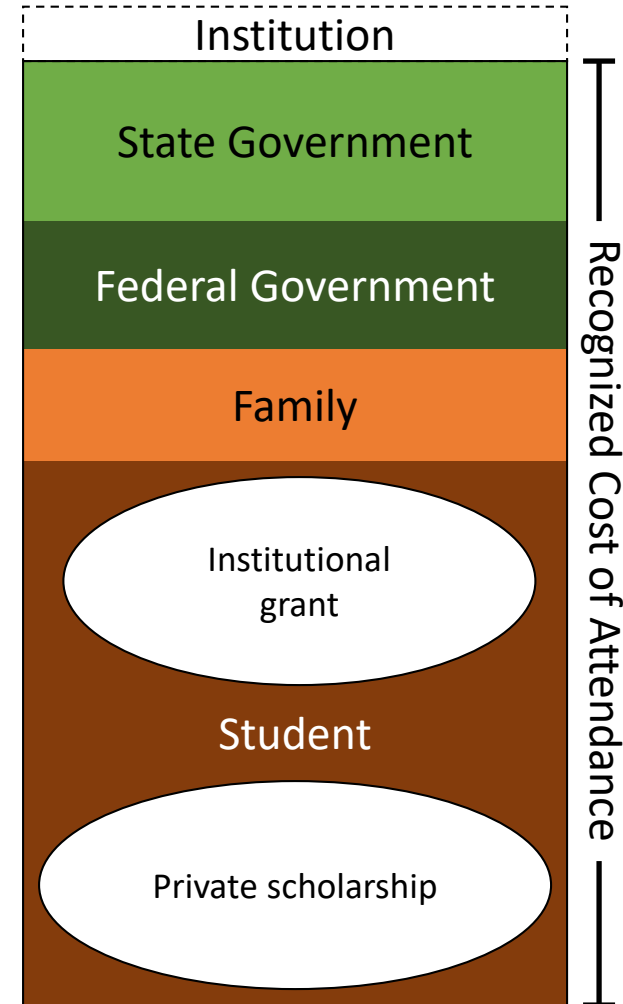 Institution
State Government
Federal Government
Family
Institutional
grant
Student
Private scholarship
Recognized Cost of Attendance